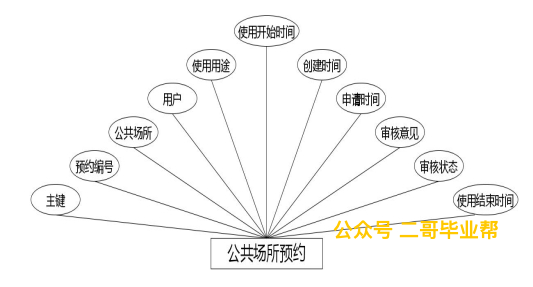 使用开始时间
使用用途
创建时间
用户
申请时间
公共场所
审核意见
预约编号
审核状态
主键
使用结束时间
公众号 二哥毕业帮
公共场所预约